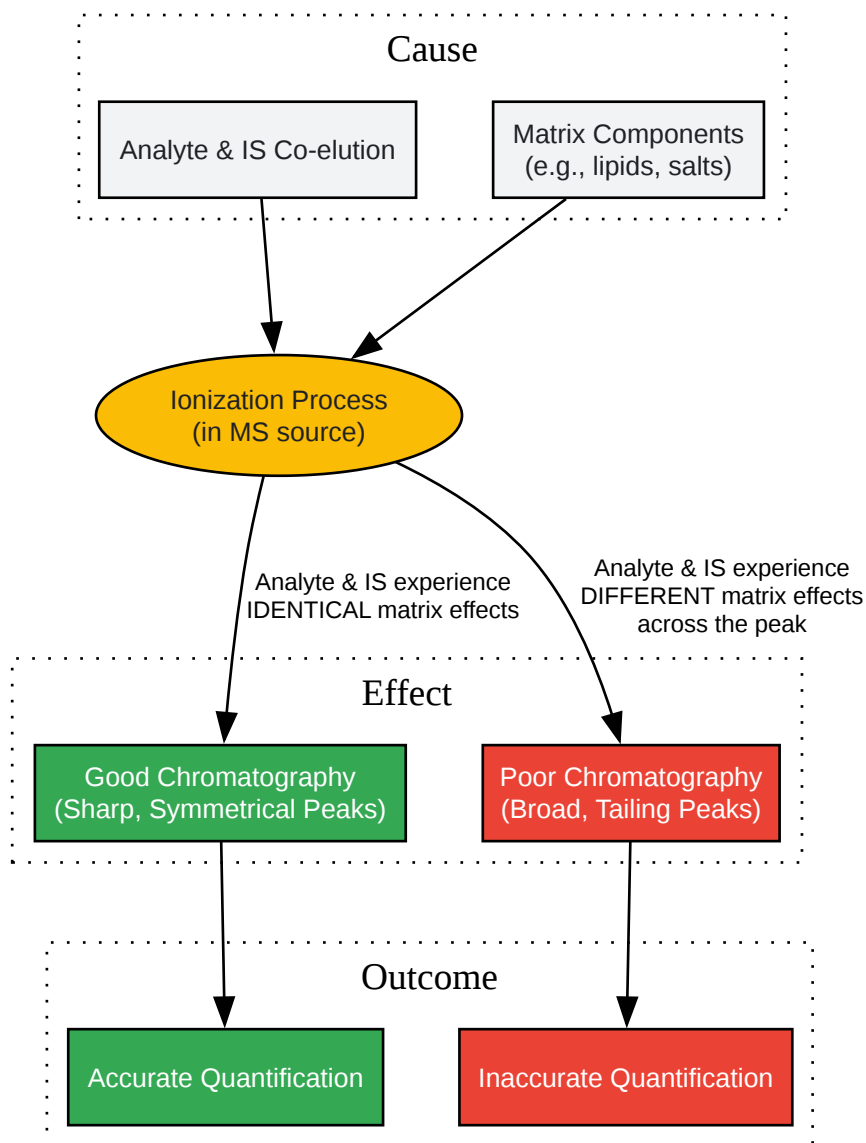 Cause
Analyte & IS Co-elution
Matrix Components
(e.g., lipids, salts)
Ionization Process
(in MS source)
Analyte & IS experience
IDENTICAL matrix effects
Analyte & IS experience
DIFFERENT matrix effects
across the peak
Effect
Good Chromatography
(Sharp, Symmetrical Peaks)
Poor Chromatography
(Broad, Tailing Peaks)
Outcome
Accurate Quantification
Inaccurate Quantification